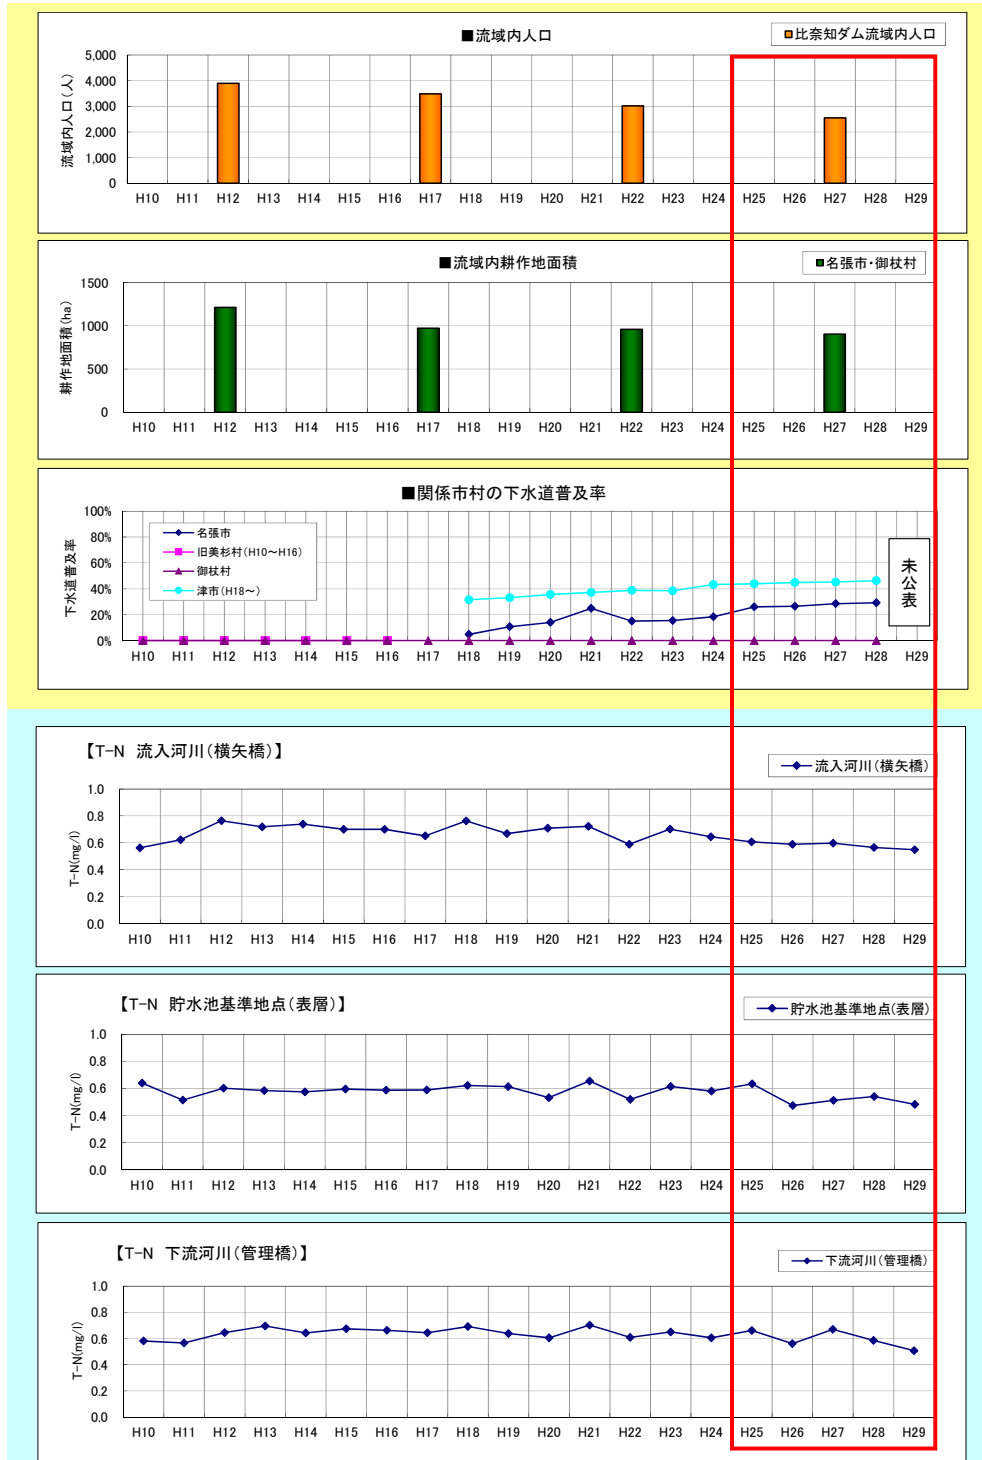 ■流域内人口
比奈知ダム流域内人口
流域内人口(人)
5,000
4,000
3,000
2,000
1,000
0
H10 H11 H12 H13 H14 H15 H16 H17 H18 H19 H20 H21 H22 H23 H24 H25 H26 H27 H28 H29
■流域内耕作地面積
名張市・御杖村
耕作地面積(ha)
1500
1000
500
0
H10 H11 H12 H13 H14 H15 H16 H17 H18 H19 H20 H21 H22 H23 H24 H25 H26 H27 H28 H29
■関係市村の下水道普及率
下水道普及率
100%
80%
60%
40%
20%
0%
名張市
旧美杉村(H10～H16)
御杖村
津市(H18～)
未公表
H10 H11 H12 H13 H14 H15 H16 H17 H18 H19 H20 H21 H22 H23 H24 H25 H26 H27 H28 H29
【T-N 流入河川(横矢橋)】
流入河川(横矢橋)
T-N(mg/l)
1.0
0.8
0.6
0.4
0.2
0.0
H10 H11 H12 H13 H14 H15 H16 H17 H18 H19 H20 H21 H22 H23 H24 H25 H26 H27 H28 H29
【T-N 貯水池基準地点(表層)】
貯水池基準地点(表層)
T-N(mg/l)
1.0
0.8
0.6
0.4
0.2
0.0
H10 H11 H12 H13 H14 H15 H16 H17 H18 H19 H20 H21 H22 H23 H24 H25 H26 H27 H28 H29
【T-N 下流河川(管理橋)】
下流河川(管理橋)
T-N(mg/l)
1.0
0.8
0.6
0.4
0.2
0.0
H10 H11 H12 H13 H14 H15 H16 H17 H18 H19 H20 H21 H22 H23 H24 H25 H26 H27 H28 H29